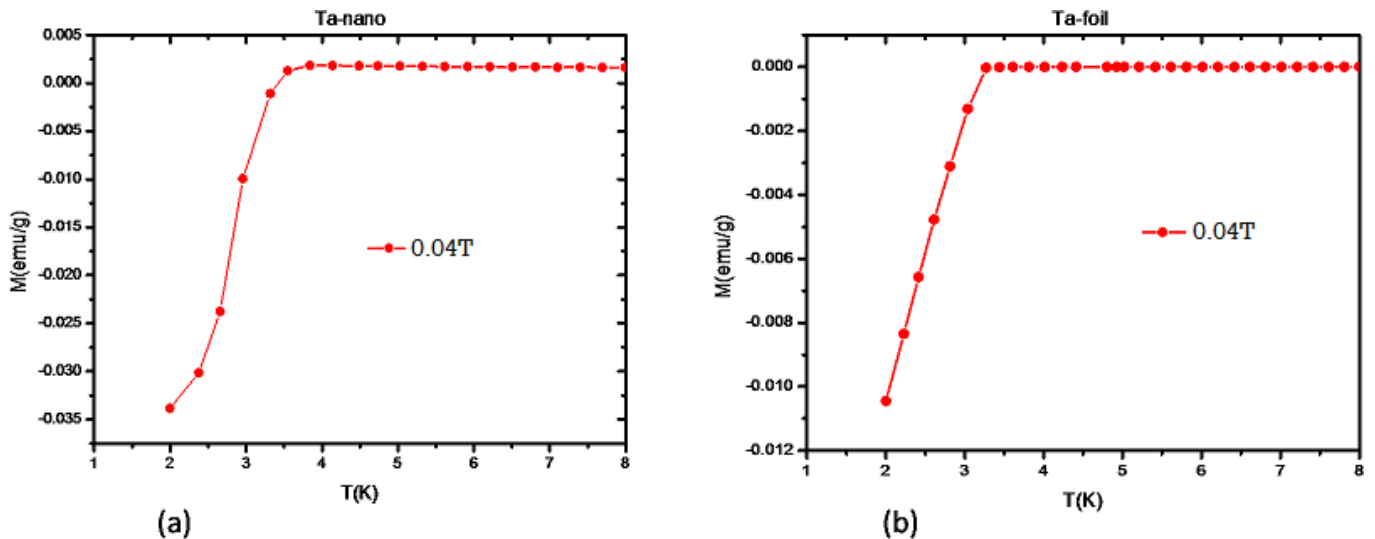 Ta-nano
0.005
0.000
-0.005
-0.010
-0.015
-0.020
-0.025
-0.030
-0.035
M(emu/g)
0.04T
1 2 3 4 5 6 7 8
T(K)
(a)
Ta-foil
0.000
-0.002
-0.004
-0.006
-0.008
-0.010
-0.012
M(emu/g)
0.04T
1 2 3 4 5 6 7 8
T(K)
(b)